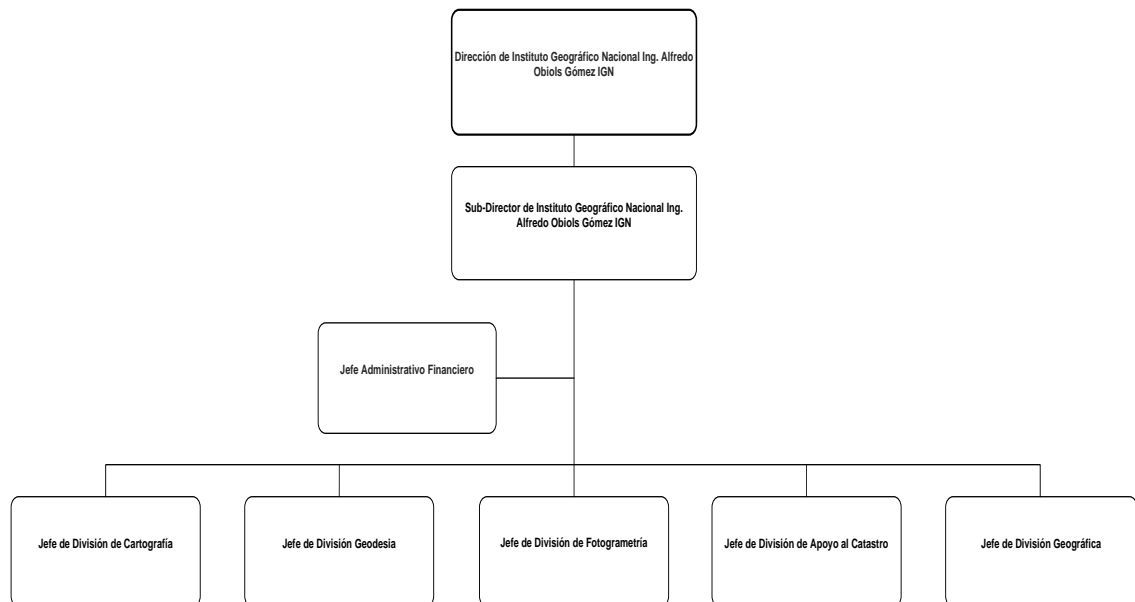 Dirección de Instituto Geográfico Nacional Ing. Alfredo
Obiols Gómez IGN
Sub-Director de Instituto Geográfico Nacional Ing.
Alfredo Obiols Gómez IGN
Jefe Administrativo Financiero
Jefe de División de Cartografía
Jefe de División Geodesia
Jefe de División de Fotogrametría
Jefe de División de Apoyo al Catastro
Jefe de División Geográfica